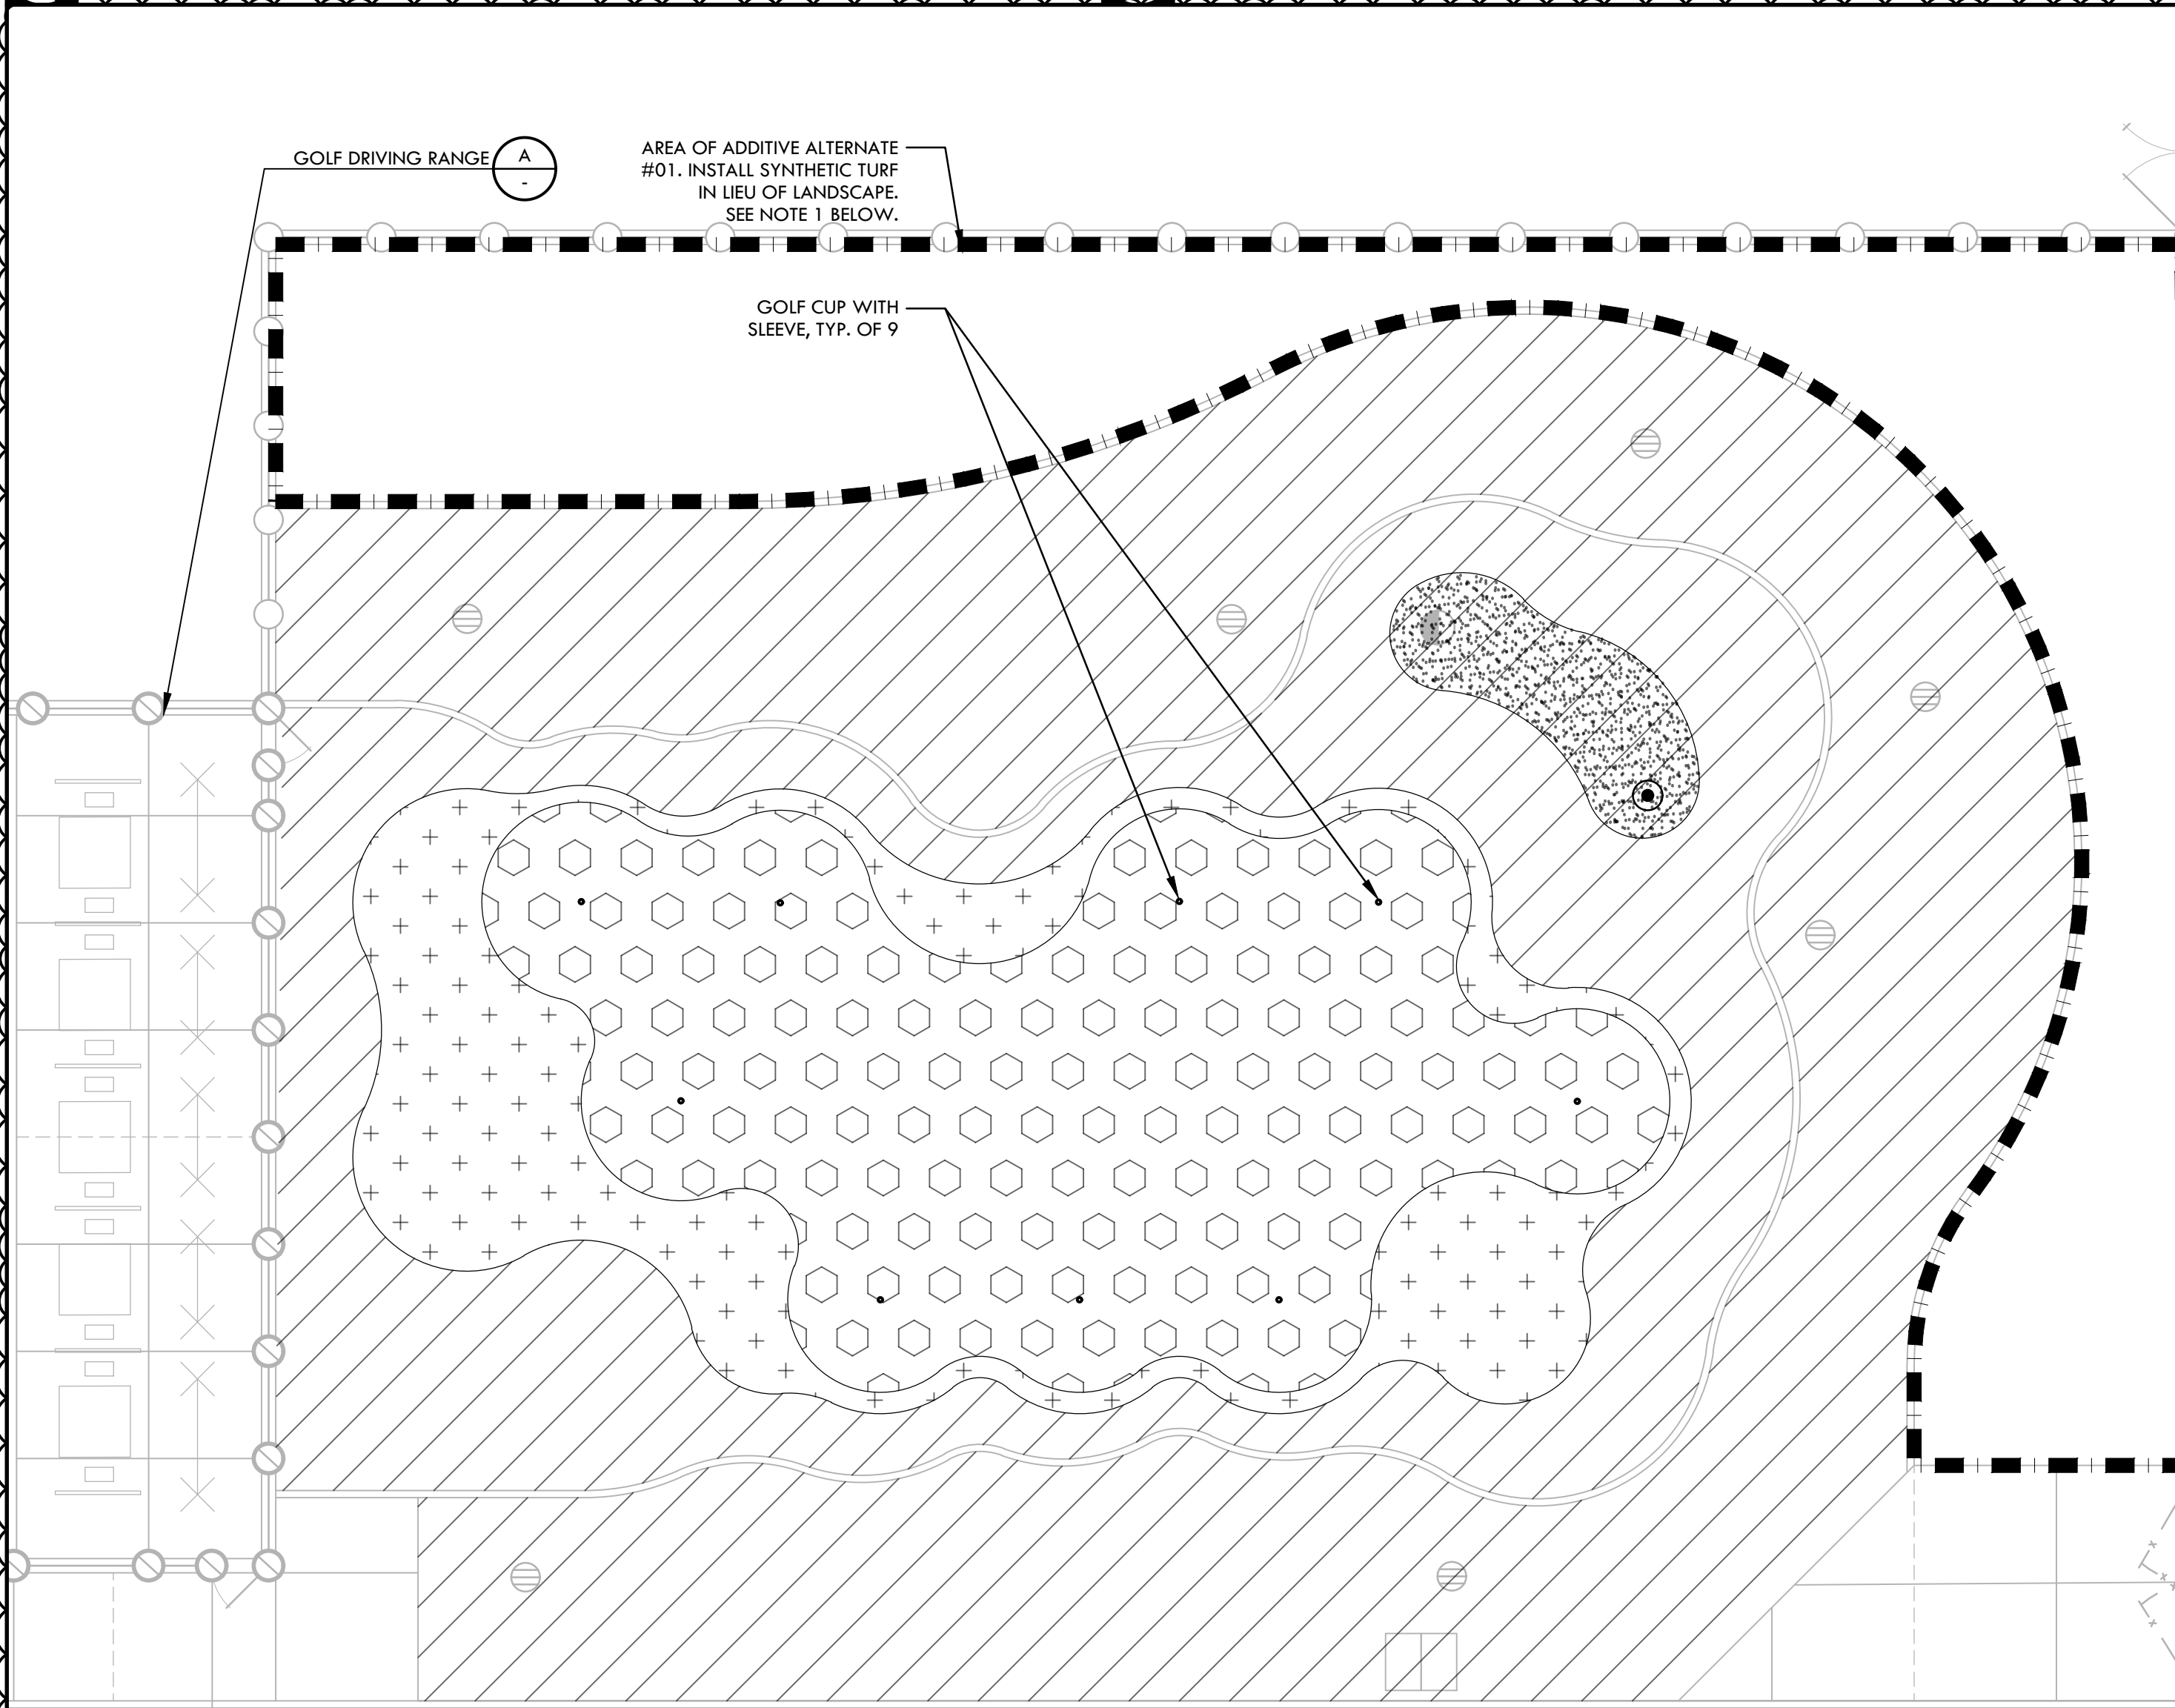 GOLF DRIVING RANGE
A
-
AREA OF ADDITIVE ALTERNATE
#01. INSTALL SYNTHETIC TURF
IN LIEU OF LANDSCAPE.
SEE NOTE 1 BELOW.
GOLF CUP WITH
SLEEVE, TYP. OF 9